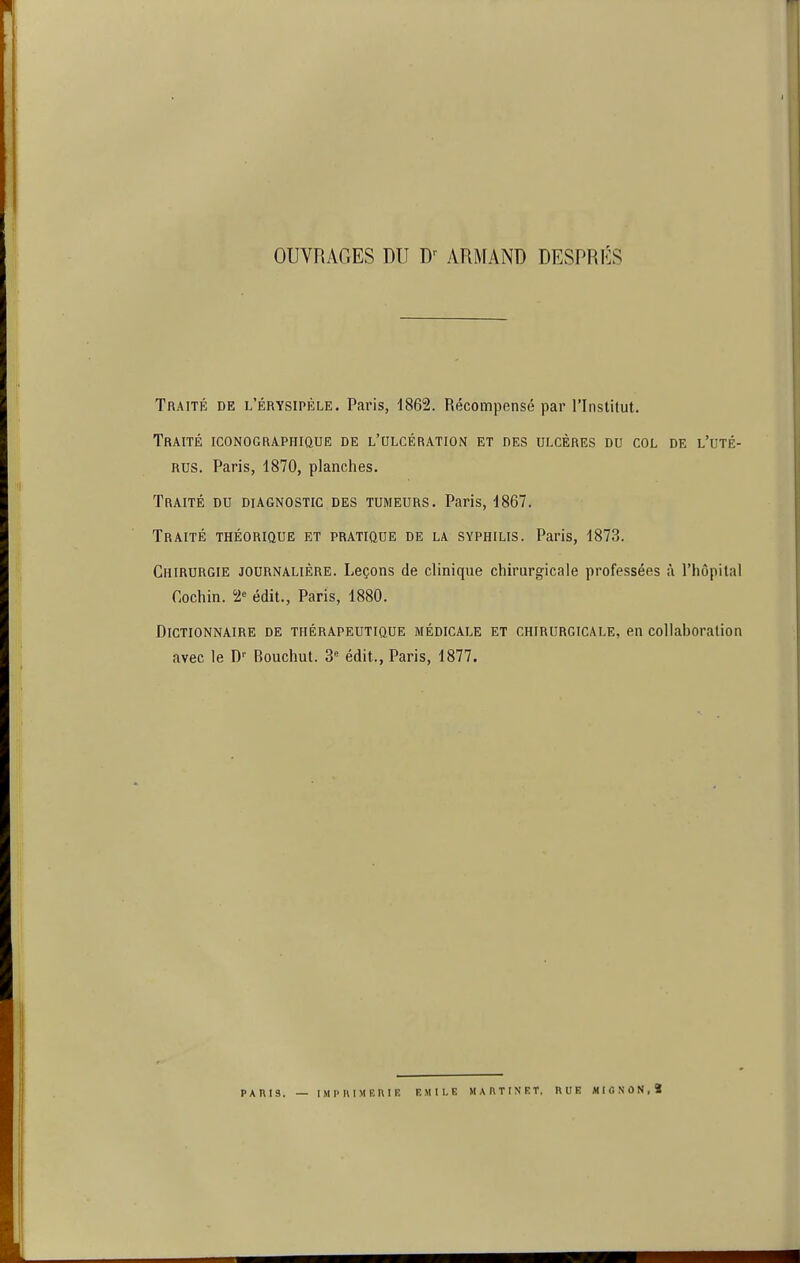 OUVRAGES DU Dr ARMAND DESPRÉS
TRAITÉ DE L'ÉRYSIPÈLE. Paris, 1862. Récompensé par l'Institut.
TRAITÉ ICONOGRAPHIQUE DE L'ULCÉRATION ET DES ULCÈRES DU COL DE L'UTÉ-
RUS. Paris, 1870, planches.
TRAITÉ DU DIAGNOSTIC DES TUMEURS. Paris, 1867.
TRAITÉ THÉORIQUE ET PRATIQUE DE LA SYPHILIS. Paris, 1873.
CHIRURGIE JOURNALIÈRE. Leçons de clinique chirurgicale professées à l'hôpital
Cochin. 2e édit., Paris, 1880.
DICTIONNAIRE DE THÉRAPEUTIQUE MÉDICALE ET CHIRURGICALE, en collaboration
avec le Dr Bouchut. 3e édit., Paris, 1877.
PARIS. — IMPRIMERIE EMILE MARTINET, RUE MIGNON, 2